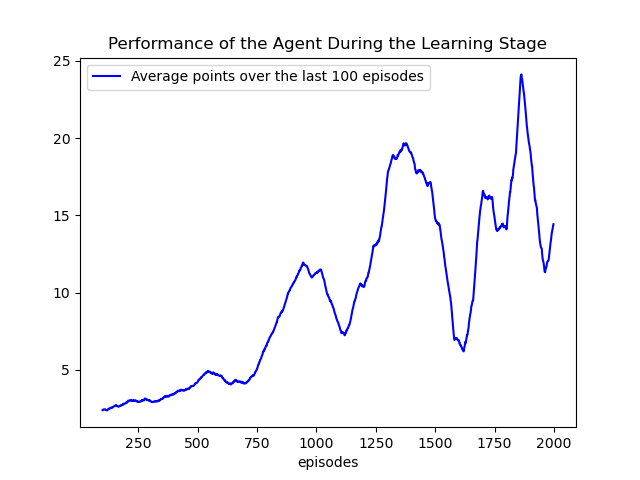 Performance of the Agent During the Learning Stage
Average points over the last 100 episodes
25
20
15
10
5
250 500 750 1000 1250 1500 1750 2000
episodes